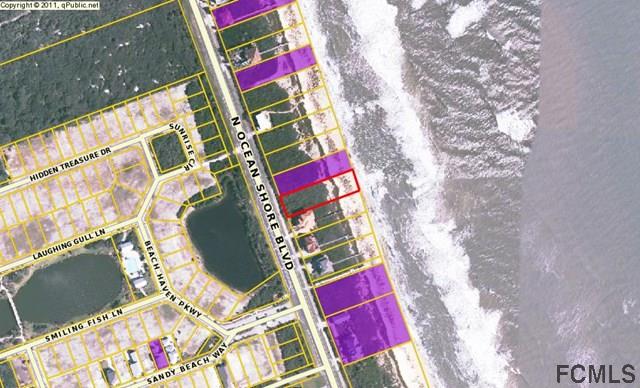 Copyright (c) 2011, qPublic.net
N OCEAN SHORE BLVD
SUNRISE CIR
HIDDEN TREASURE DR
LAUGHING GULL LN
BEACH HAVEN PKWY
SMILING FISH LN
SANDY BEACH WAY
FCMLS